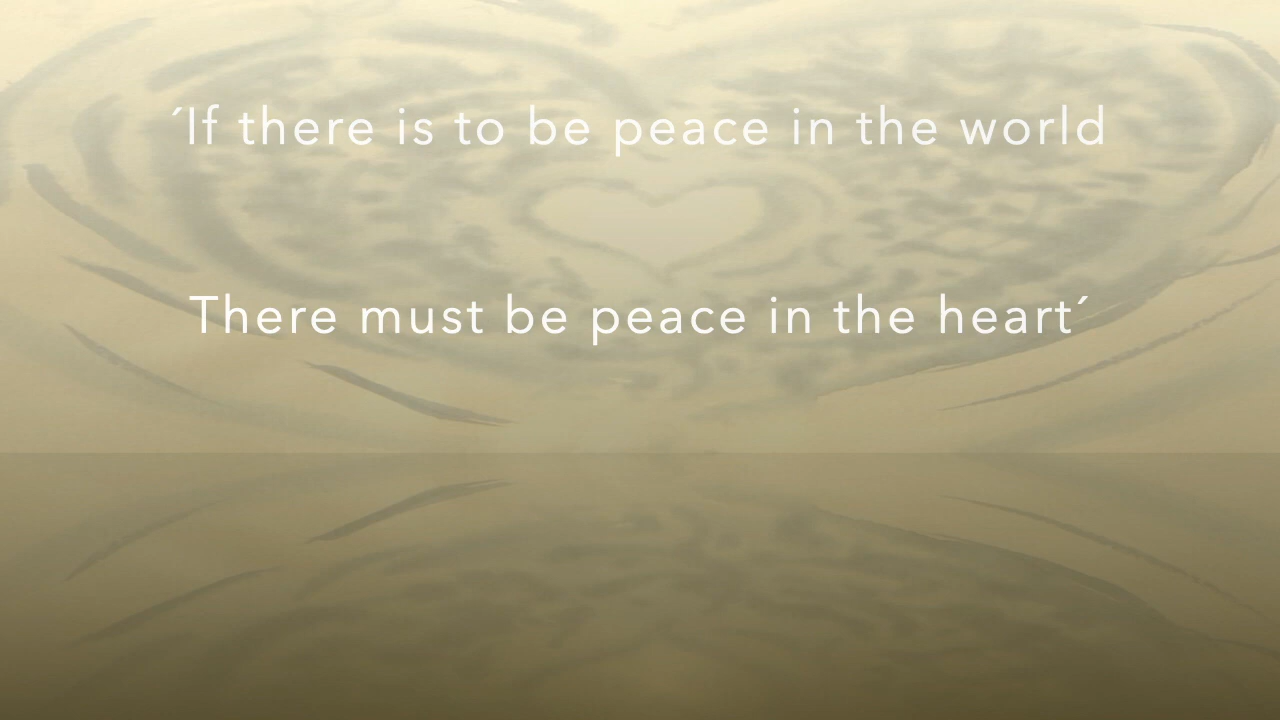 ´If there is to be peace in the world
There must be peace in the heart´